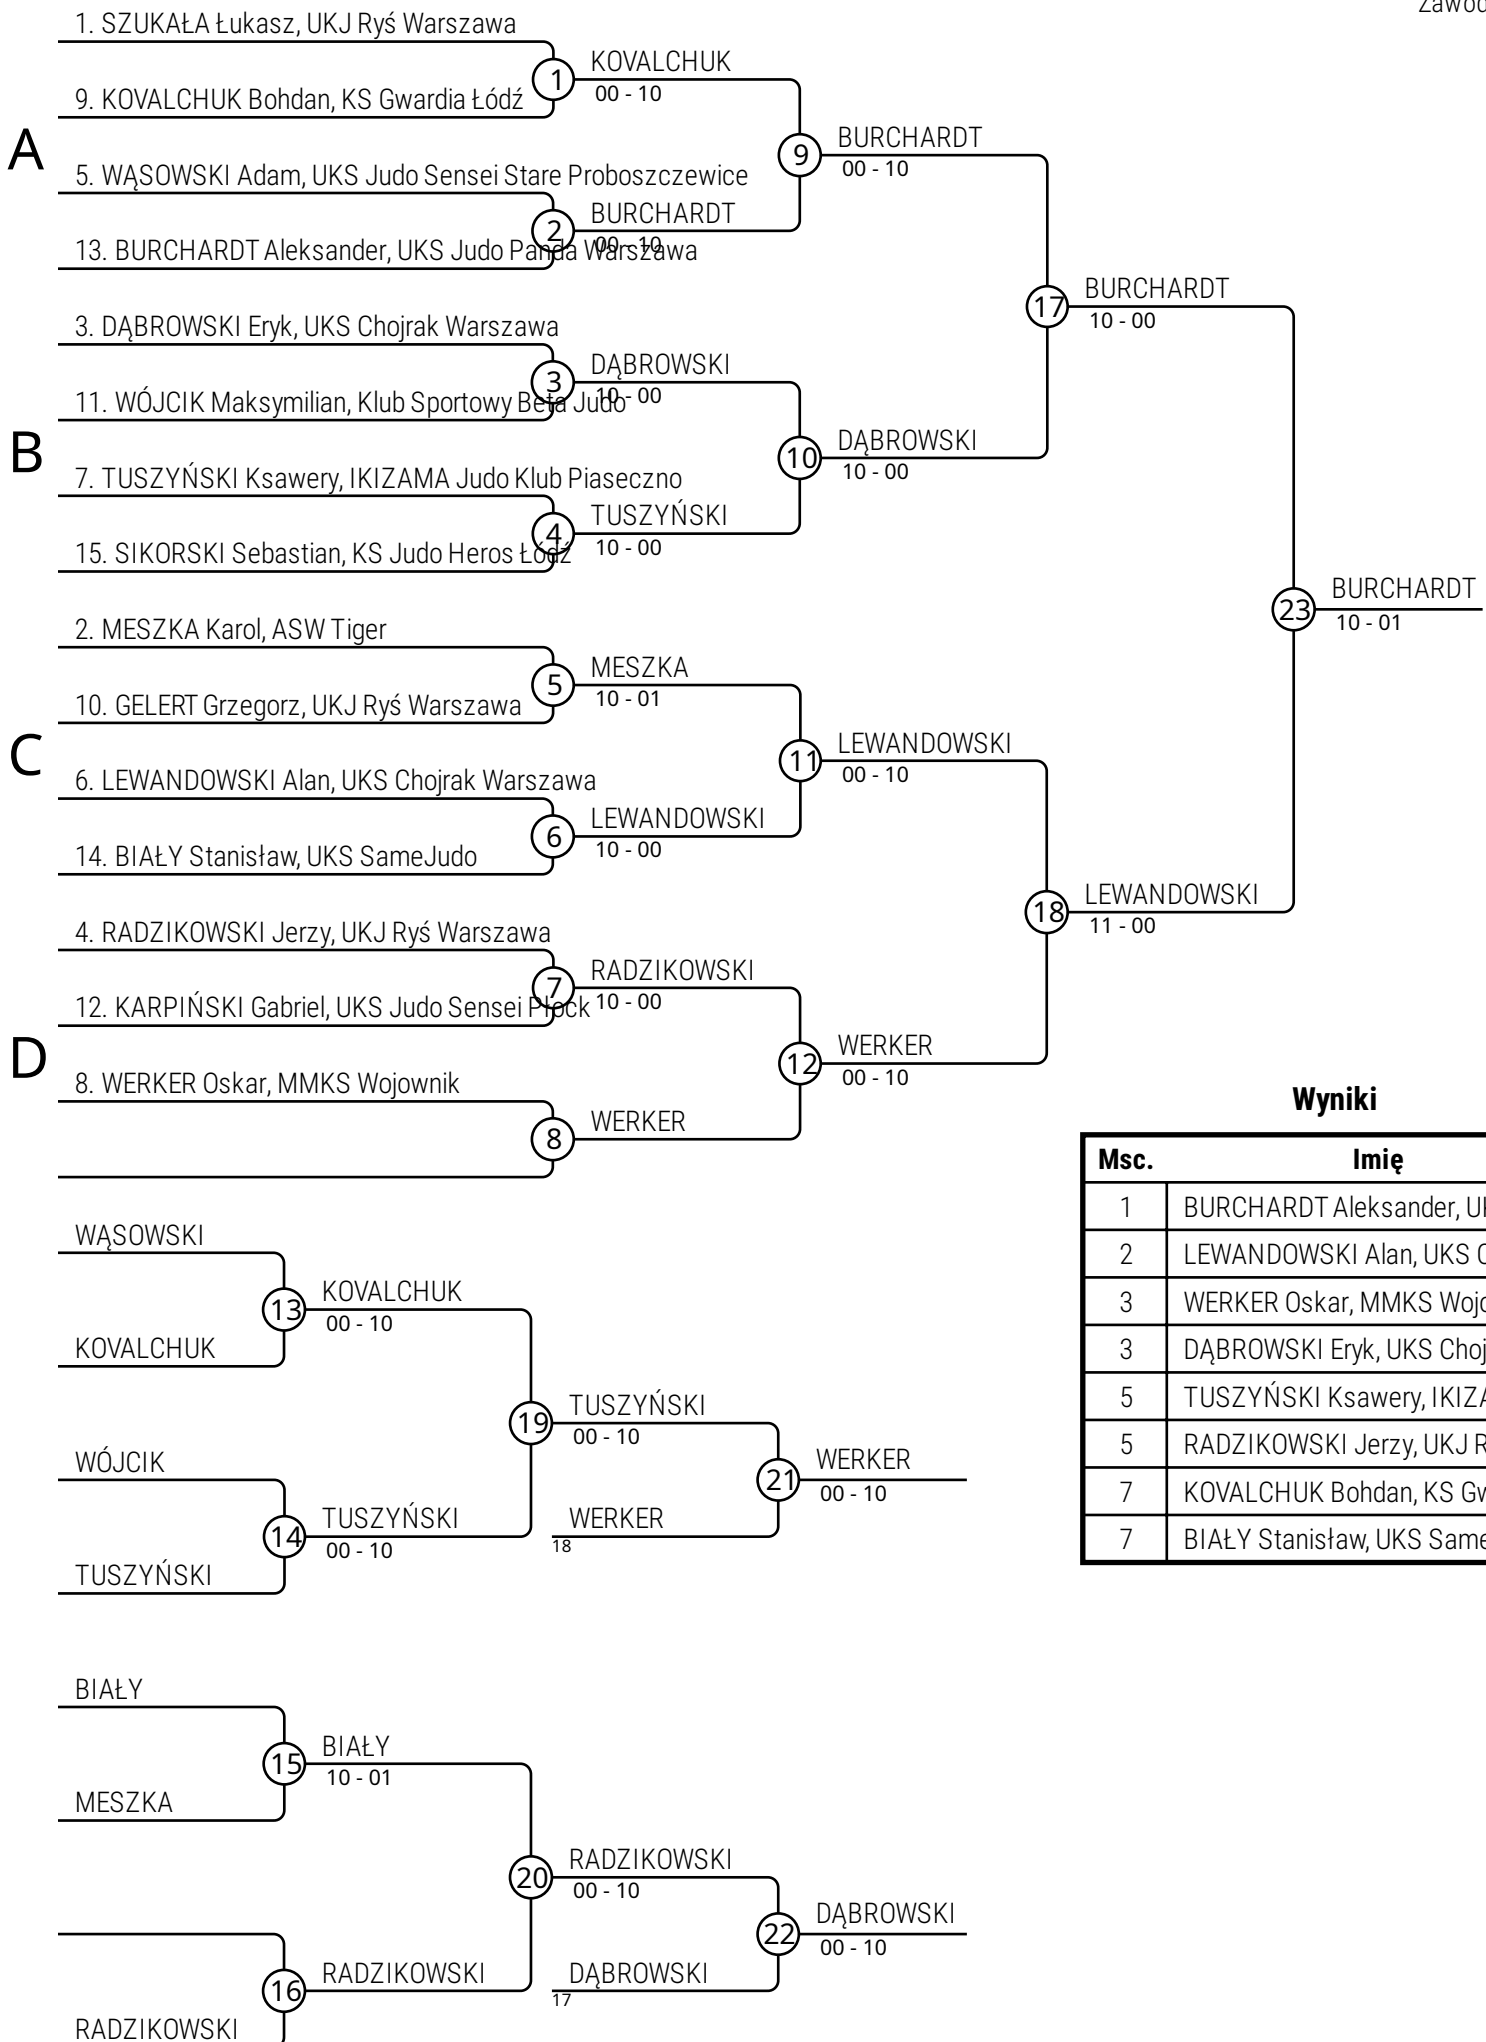 Zawod
1. SZUKAŁA Łukasz, UKJ Ryś Warszawa
1
KOVALCHUK
00 - 10
9. KOVALCHUK Bohdan, KS Gwardia Łódź
A
9
BURCHARDT
00 - 10
5. WĄSOWSKI Adam, UKS Judo Sensei Stare Proboszczewice
2
BURCHARDT
00 - 10
13. BURCHARDT Aleksander, UKS Judo Panda Warszawa
17
BURCHARDT
10 - 00
3. DĄBROWSKI Eryk, UKS Chojrak Warszawa
3
DĄBROWSKI
10 - 00
11. WÓJCIK Maksymilian, Klub Sportowy Beta Judo
B
10
DĄBROWSKI
10 - 00
7. TUSZYŃSKI Ksawery, IKIZAMA Judo Klub Piaseczno
4
TUSZYŃSKI
10 - 00
15. SIKORSKI Sebastian, KS Judo Heros Łódź
23
BURCHARDT
10 - 01
2. MESZKA Karol, ASW Tiger
5
MESZKA
10 - 01
10. GELERT Grzegorz, UKJ Ryś Warszawa
C
11
LEWANDOWSKI
00 - 10
6. LEWANDOWSKI Alan, UKS Chojrak Warszawa
6
LEWANDOWSKI
10 - 00
14. BIAŁY Stanisław, UKS SameJudo
18
LEWANDOWSKI
11 - 00
4. RADZIKOWSKI Jerzy, UKJ Ryś Warszawa
7
RADZIKOWSKI
10 - 00
12. KARPIŃSKI Gabriel, UKS Judo Sensei Płock
D
12
WERKER
00 - 10
8. WERKER Oskar, MMKS Wojownik
8
WERKER
Wyniki
Msc. Imię
1 BURCHARDT Aleksander, U
2 LEWANDOWSKI Alan, UKS
3 WERKER Oskar, MMKS Wojo
3 DĄBROWSKI Eryk, UKS Choj
5 TUSZYŃSKI Ksawery, IKIZA
5 RADZIKOWSKI Jerzy, UKJ R
7 KOVALCHUK Bohdan, KS Gw
7 BIAŁY Stanisław, UKS Same
WĄSOWSKI
13
KOVALCHUK
00 - 10
KOVALCHUK
19
TUSZYŃSKI
00 - 10
WÓJCIK
14
TUSZYŃSKI
00 - 10
TUSZYŃSKI
21
WERKER
00 - 10
WERKER
18
BIAŁY
15
BIAŁY
10 - 01
MESZKA
20
RADZIKOWSKI
00 - 10
22
DĄBROWSKI
00 - 10
16
RADZIKOWSKI
DĄBROWSKI
17
RADZIKOWSKI